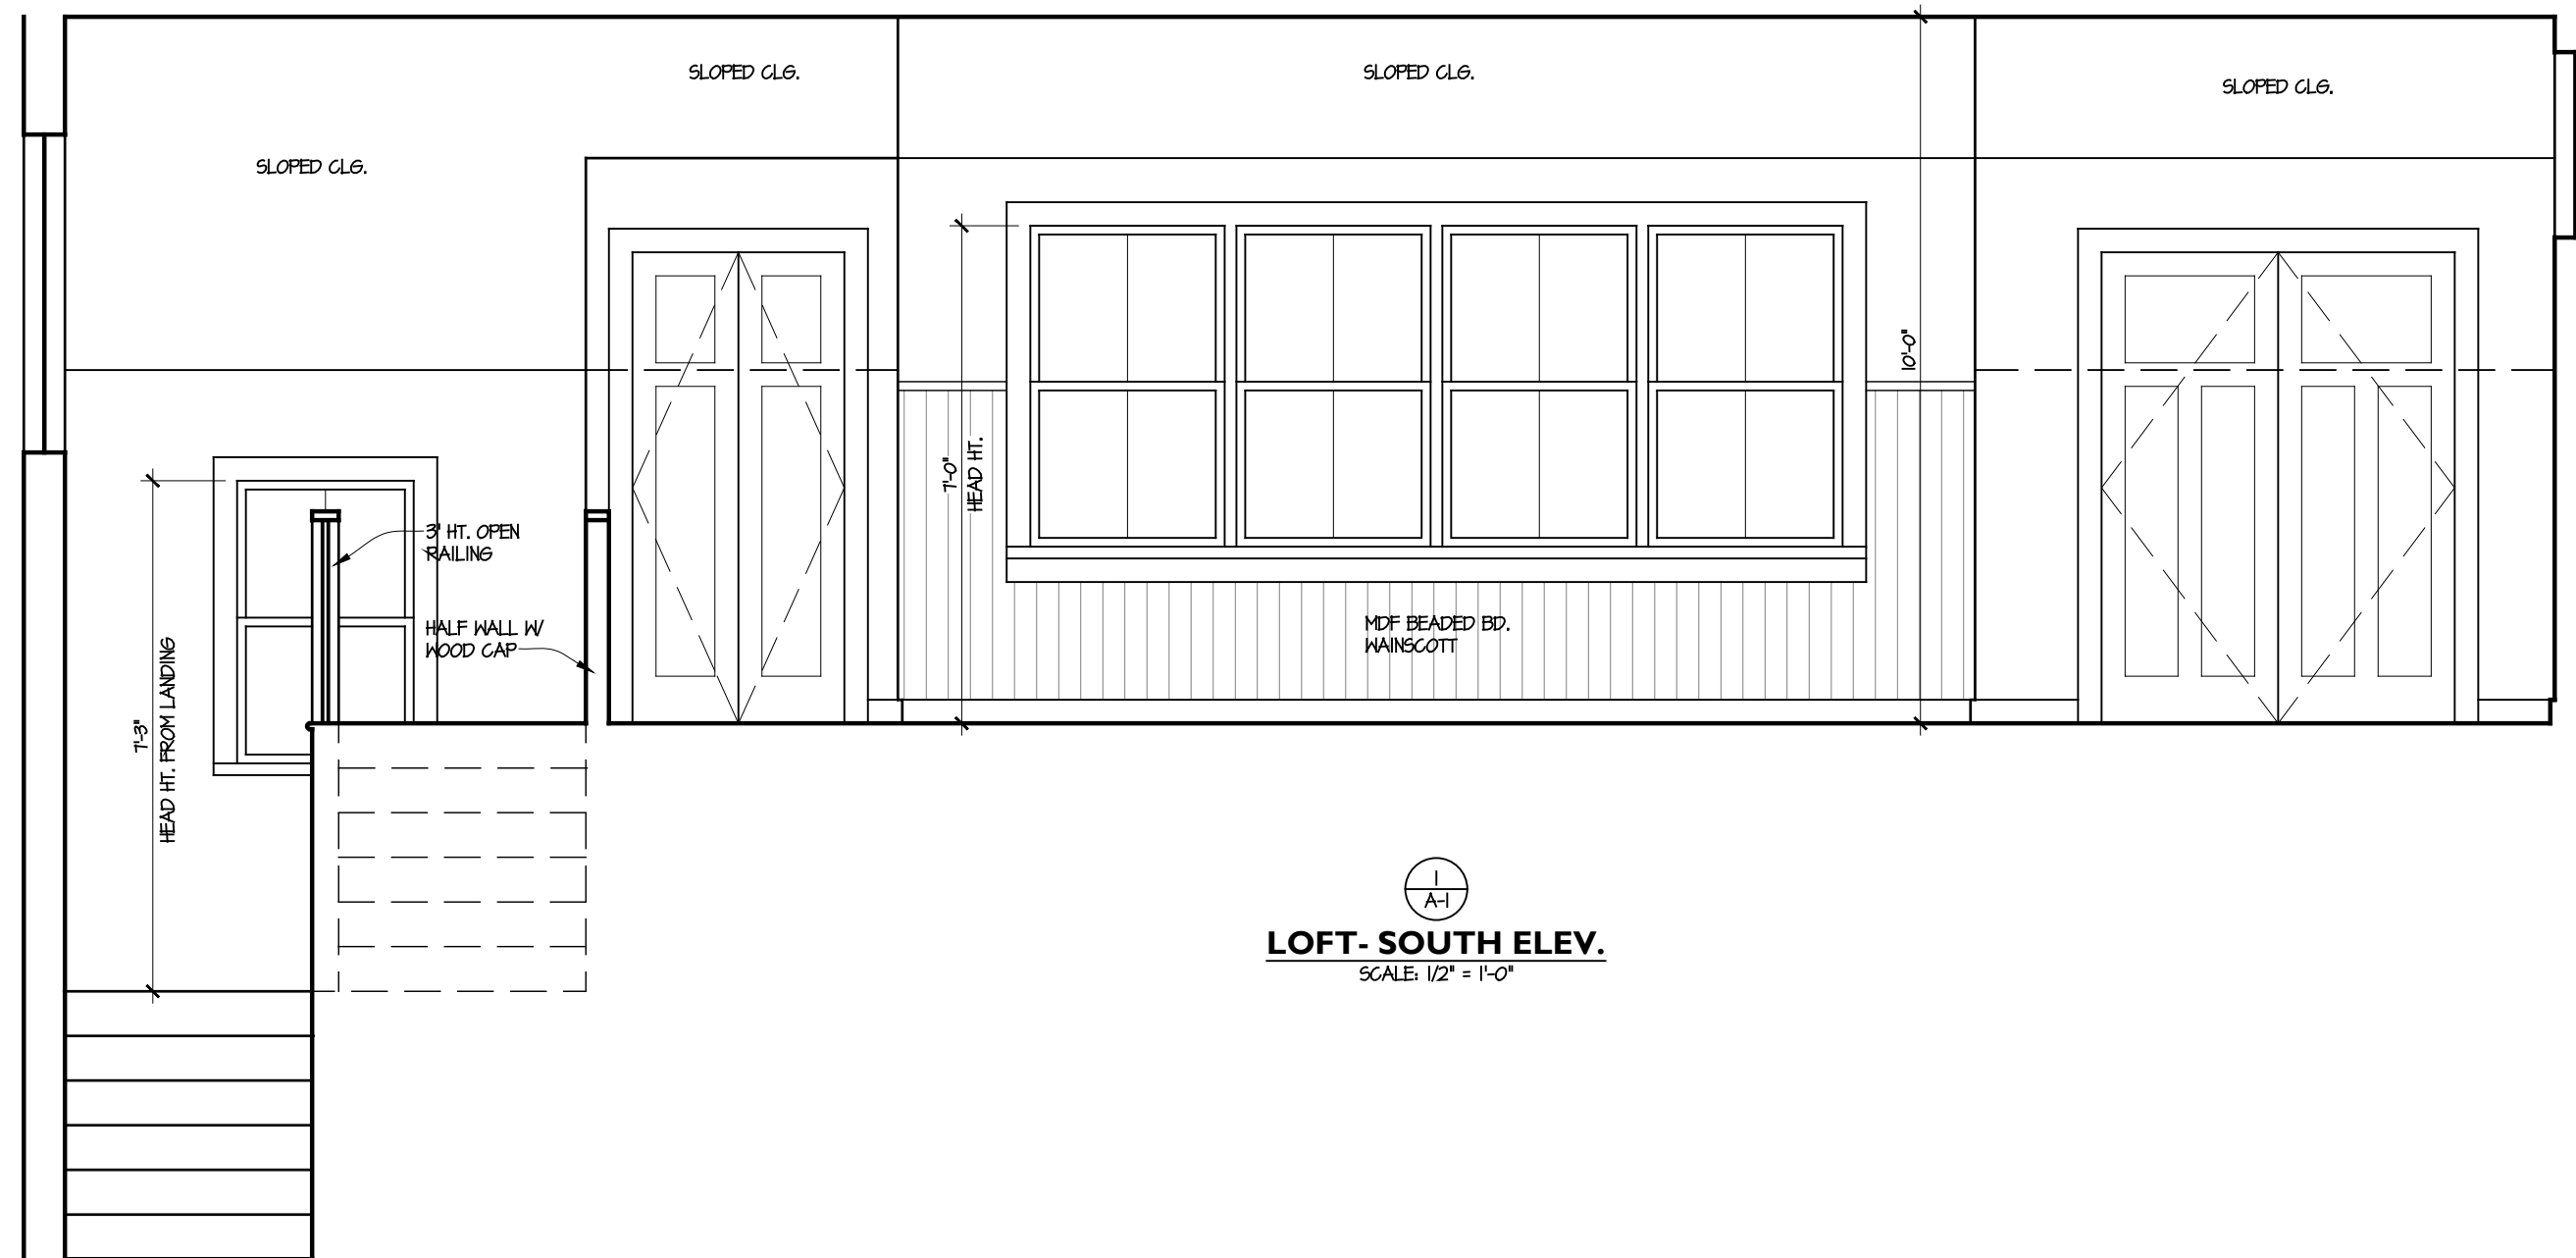 SLOPED CLG.
SLOPED CLG.
SLOPED CLG.
SLOPED CLG.
10'-0"
7'-0"
HEAD HT.
3' HT. OPEN
RAILING
HALF WALL W/
WOOD CAP
MDF BEADED BD.
WAINSCOTT
7'-3"
HEAD HT. FROM LANDING
1
A-1
LOFT- SOUTH ELEV.
SCALE: 1/2" = 1'-0"